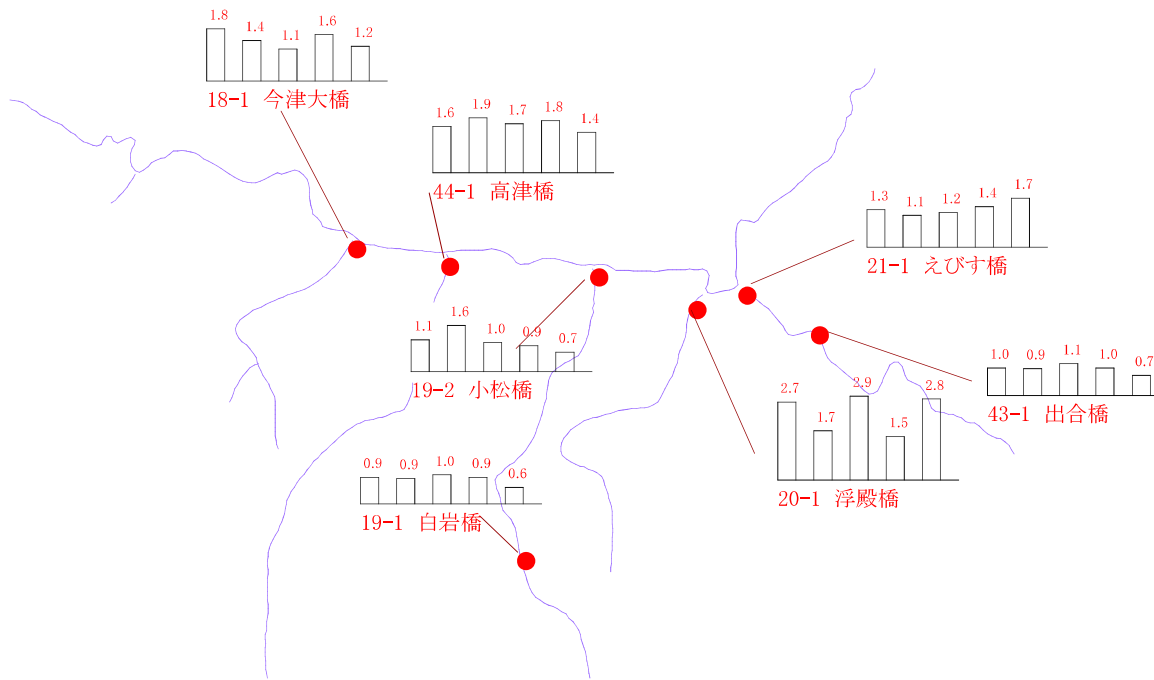 1.8 1.4 1.1 1.6 1.2
18-1 今津大橋
1.6 1.9 1.7 1.8 1.4
44-1 高津橋
1.3 1.1 1.2 1.4 1.7
21-1 えびす橋
1.1 1.6 1.0 0.9 0.7
19-2 小松橋
1.0 0.9 1.1 1.0 0.7
43-1 出合橋
2.7 1.7 2.9 1.5 2.8
20-1 浮殿橋
0.9 0.9 1.0 0.9 0.6
19-1 白岩橋